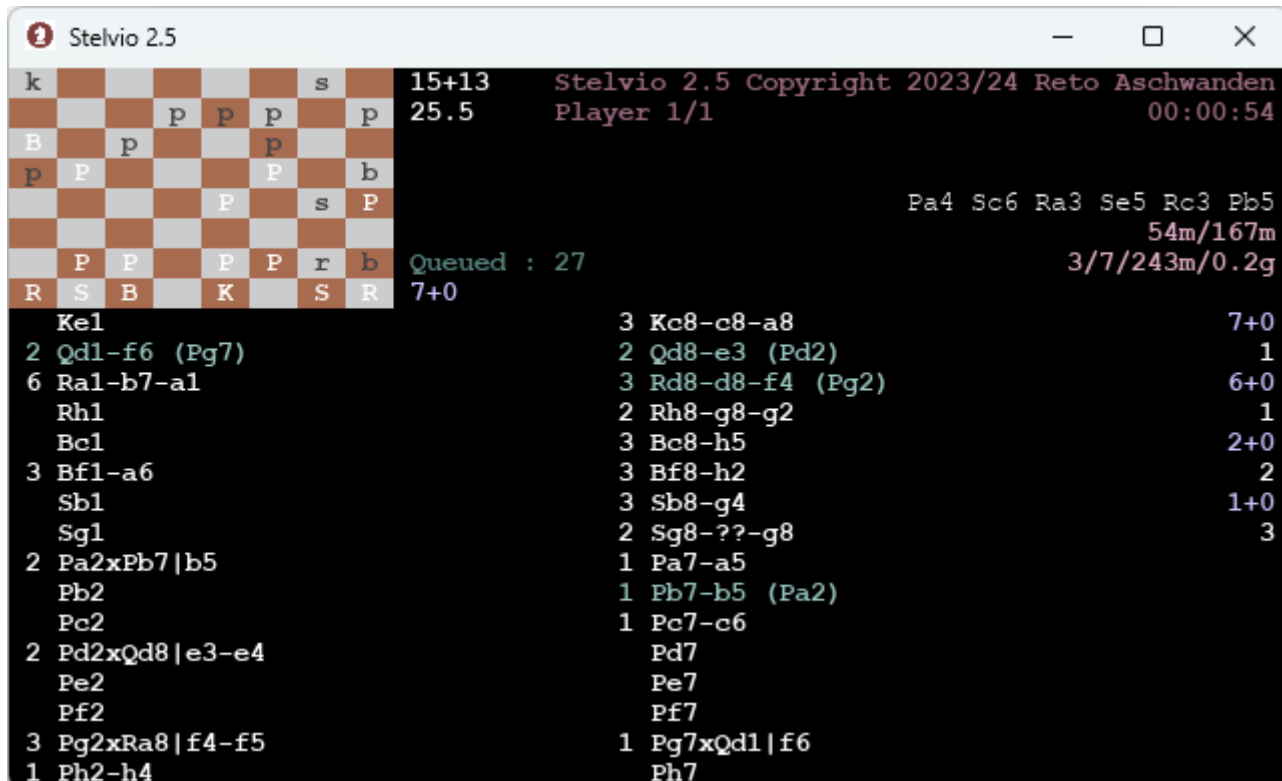 Stelvio 2.5
k s 15+13 Stelvio 2.5 Copyright 2023/24 Reto Aschwanden
p p p p 25.5 Player 1/1 00:00:54
B p p
p P P b
P s P Pa4 Sc6 Ra3 Se5 Rc3 Pb5
54m/167m
P P P P r b Queued : 27 3/7/243m/0.2g
R S B K S R 7+0
Ke1 3 Kc8-c8-a8 7+0
2 Qd1-f6 (Pg7) 2 Qd8-e3 (Pd2) 1
6 Ra1-b7-a1 3 Rd8-d8-f4 (Pg2) 6+0
Rh1 2 Rh8-g8-g2 1
Bc1 3 Bc8-h5 2+0
3 Bf1-a6 3 Bf8-h2 2
Sb1 3 Sb8-g4 1+0
Sg1 2 Sg8-??-g8 3
2 Pa2xPb7|b5 1 Pa7-a5
Pb2 1 Pb7-b5 (Pa2)
Pc2 1 Pc7-c6
2 Pd2xQd8|e3-e4 Pd7
Pe2 Pe7
Pf2 Pf7
3 Pg2xRa8|f4-f5 1 Pg7xQd1|f6
1 Ph2-h4 Ph7